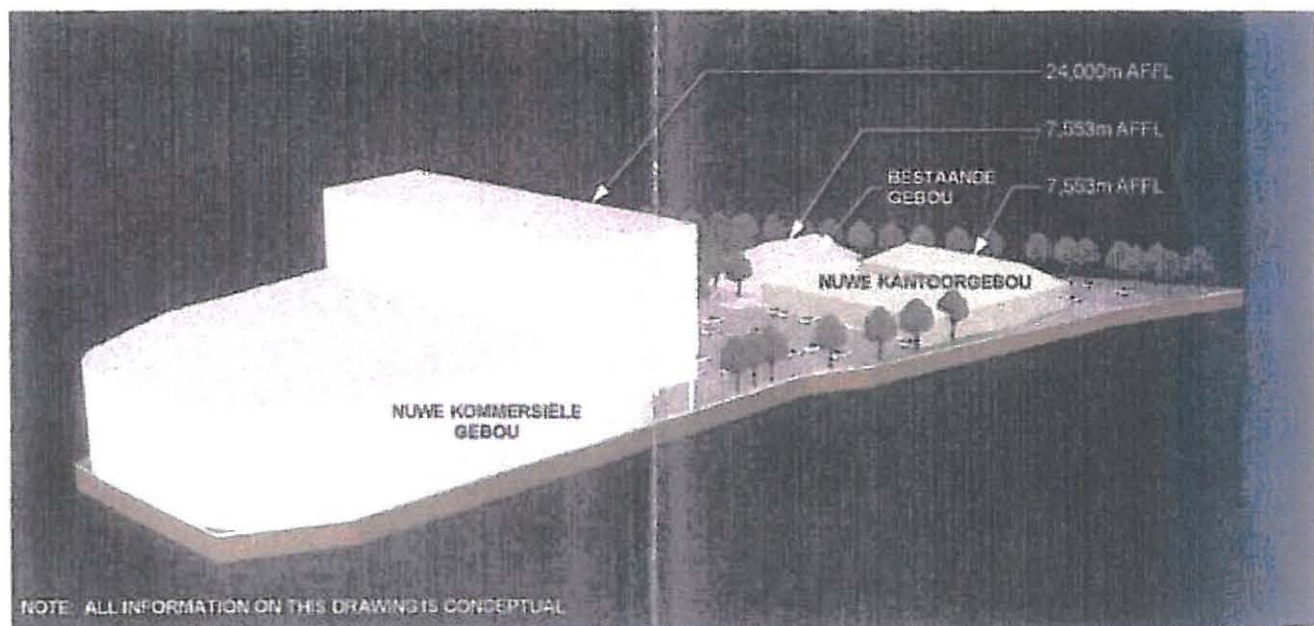 24,000m AFFL
7,553m AFFL
BESTAANDE
GEBOU
7,553m AFFL
NUWE KANTOORGEBOU
NUWE KOMMERSIËLE
GEBOU
NOTE: ALL INFORMATION ON THIS DRAWING IS CONCEPTUAL